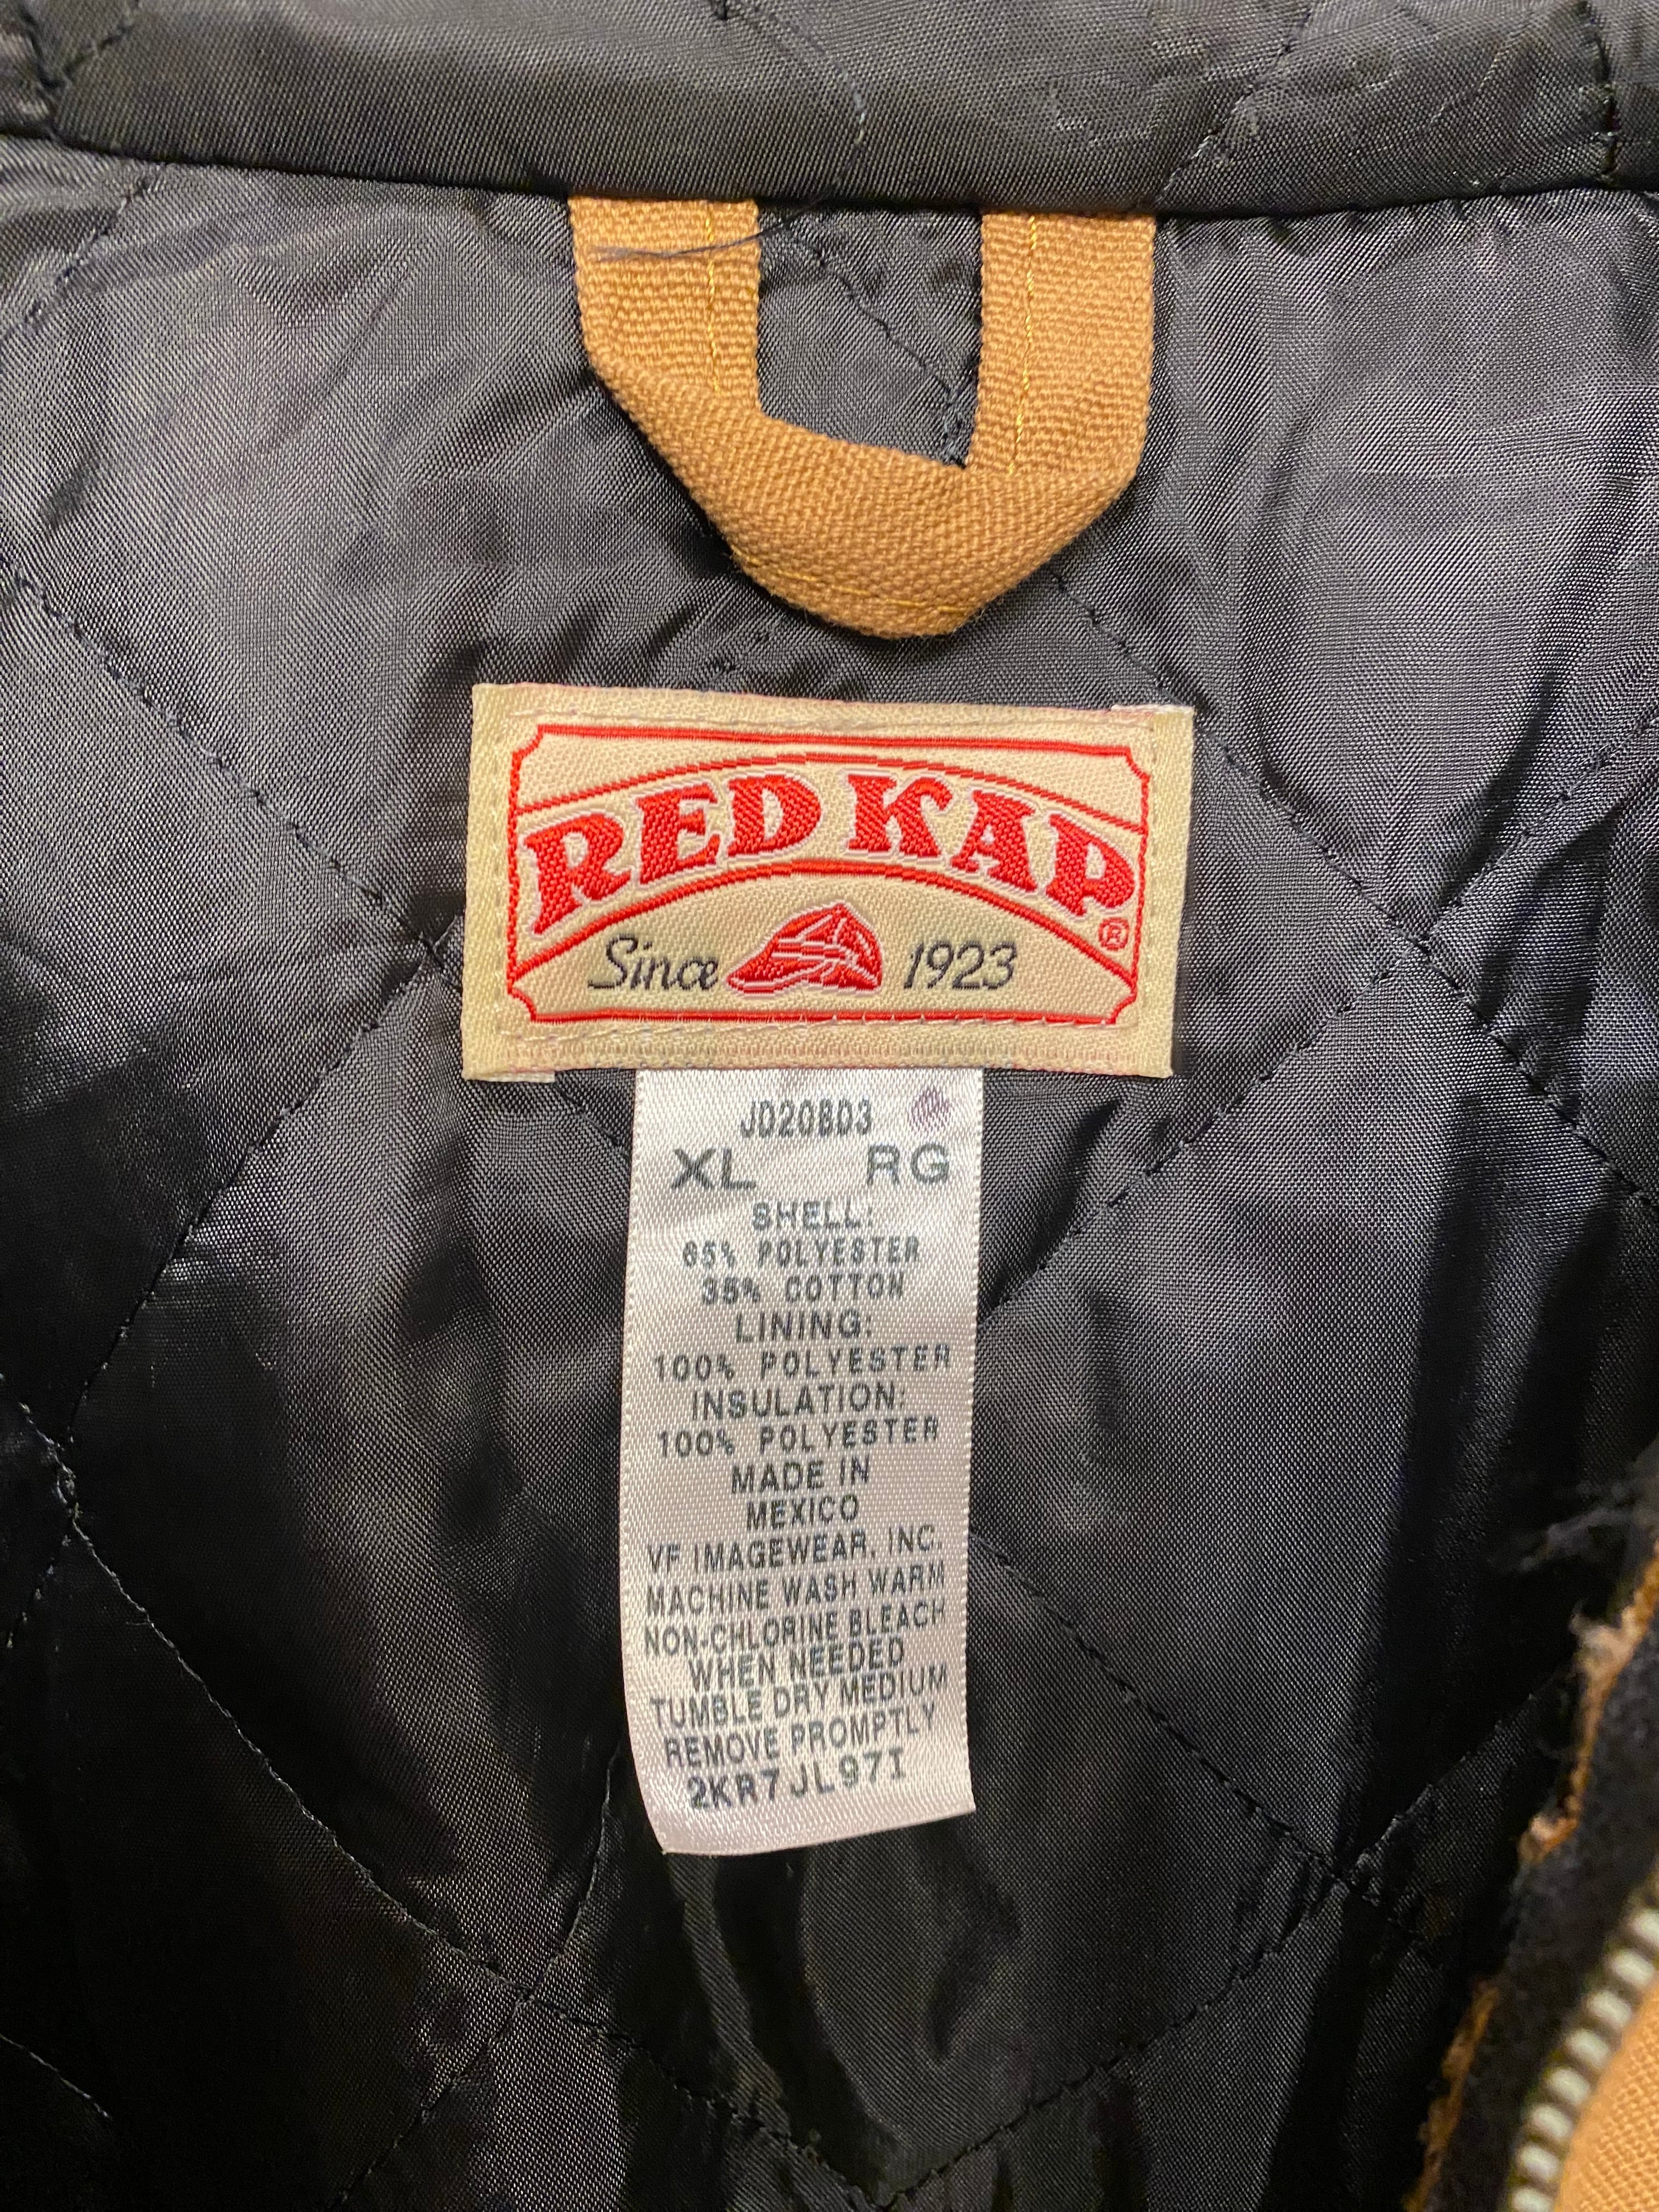 RED KAP®
Since 1923
JD20BD3
XL RG
SHELL:
65% POLYESTER
35% COTTON
LINING:
100% POLYESTER
INSULATION:
100% POLYESTER
MADE IN
MEXICO
VF IMAGEWEAR, INC.
MACHINE WASH WARM
NON-CHLORINE BLEACH
WHEN NEEDED
TUMBLE DRY MEDIUM
REMOVE PROMPTLY
2KR7JL97I